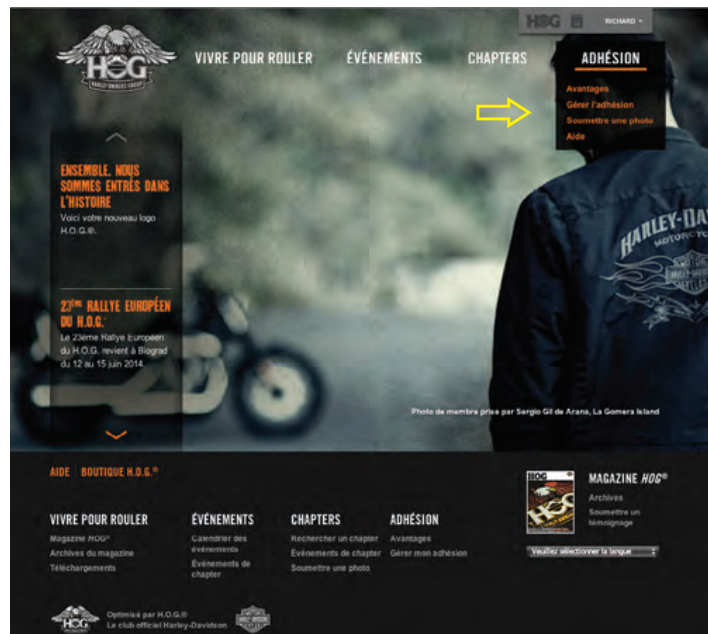 HOG
RICHARD
HOG
HARLEY OWNERS GROUP
VIVRE POUR ROULER
ÉVÉNEMENTS
CHAPTERS
ADHÉSION
Avantages
Gérer l'adhésion
Soumettre une photo
Aide
ENSEMBLE, NOUS
SOMMES ENTRÉS DANS
L'HISTOIRE
Voici votre nouveau logo
H.O.G.®.
23ème RALLYE EUROPÉEN
DU H.O.G.
Le 23ème Rallye Européen
du H.O.G. revient à Biograd
du 12 au 15 juin 2014.
HARLEY-DA
MOTORCYC
Photo de membre prise par Sergio Gil de Arana, La Gomera Island
AIDE BOUTIQUE H.O.G.®
VIVRE POUR ROULER
Magazine HOG®
Archives du magazine
Téléchargements
ÉVÉNEMENTS
Calendrier des
événements
Événements de
chapter
CHAPTERS
Rechercher un chapter
Événements de chapter
Soumettre une photo
ADHÉSION
Avantages
Gérer mon adhésion
HOG
MAGAZINE HOG®
Archives
Soumettre un
témoignage
Veuillez sélectionner la langue
HOG
Optimisé par H.O.G.®
Le club officiel Harley-Davidson